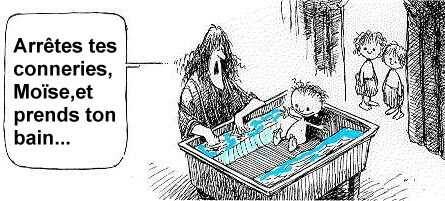 Arrêtes tes
conneries,
Moïse,et
prends ton
bain...